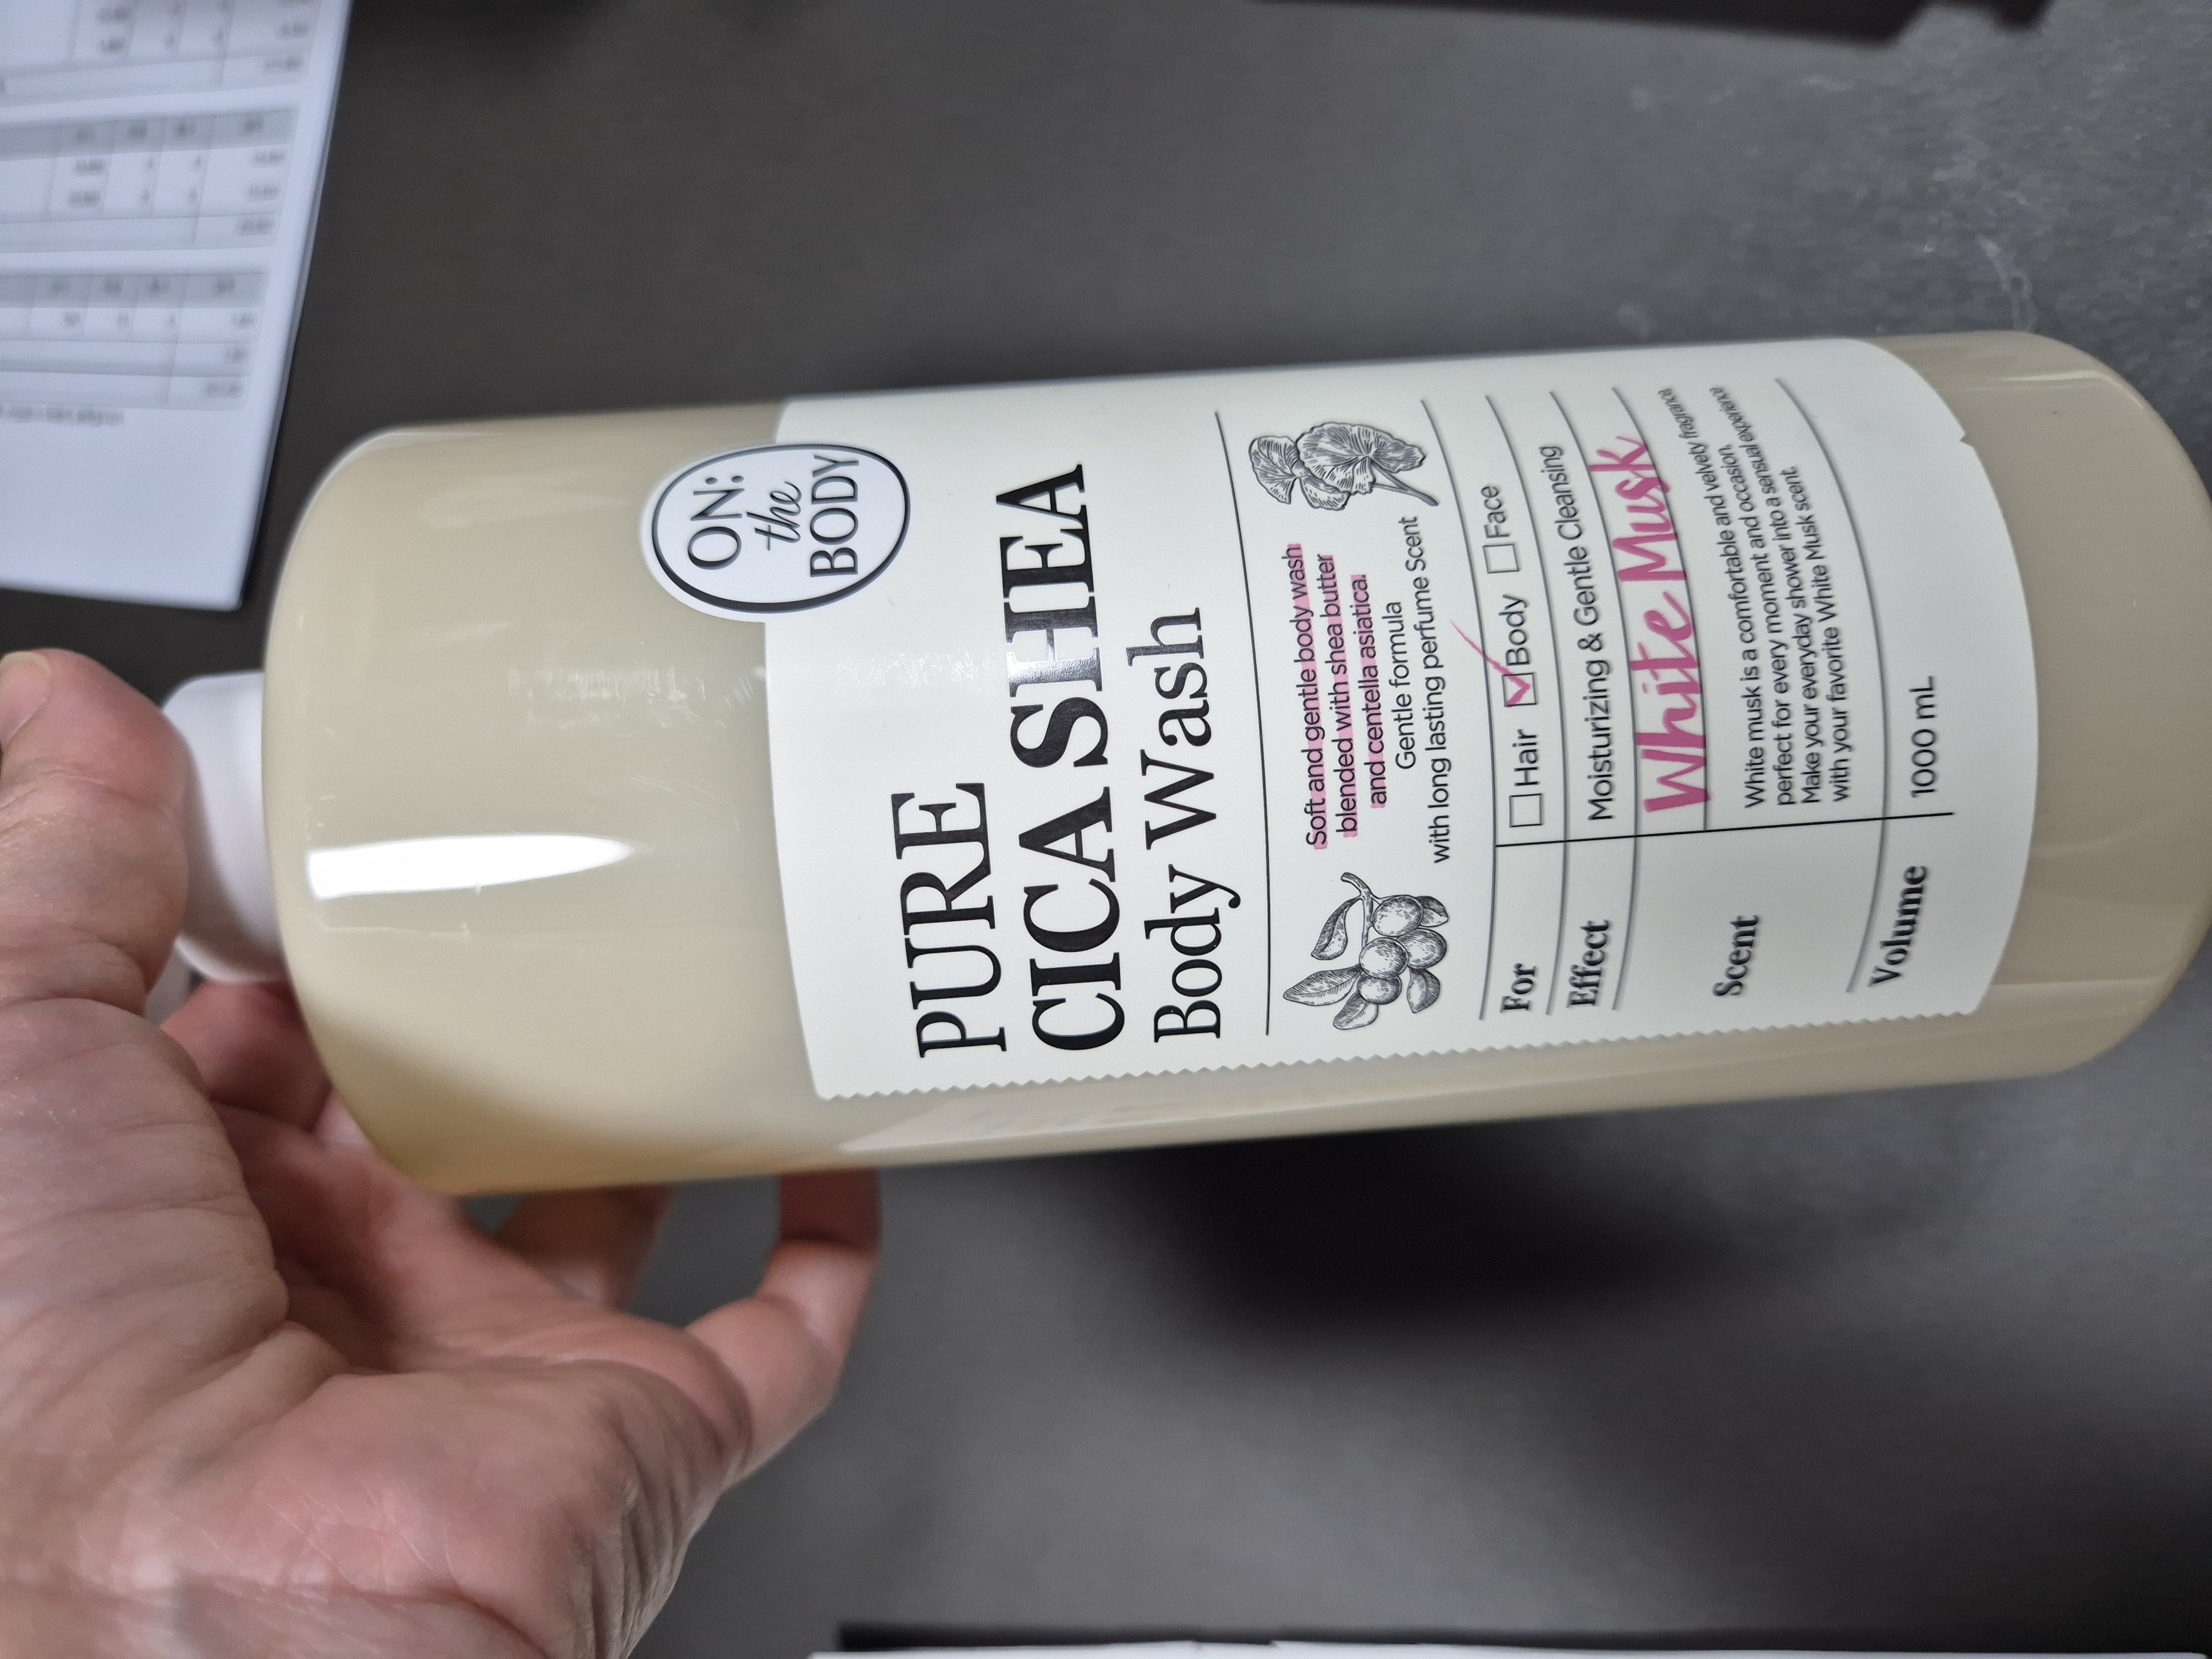 ON:
the
BODY
PURE
CICA SHEA
Body Wash
Soft and gentle body wash
blended with shea butter
and centella asiatica.
Gentle formula
with long lasting perfume Scent
For Hair Body Face
Effect Moisturizing & Gentle Cleansing
Scent White Musk
White musk is a comfortable and velvety fragrance
perfect for every moment and occasion.
Make your everyday shower into a sensual experience
with your favorite White Musk scent.
Volume 1000 mL